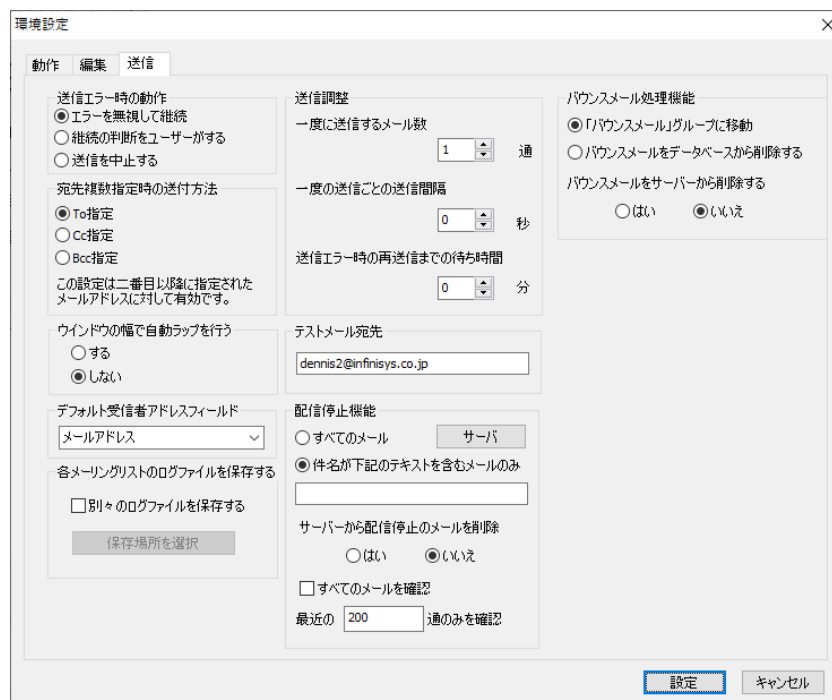 環境設定
動作 編集 送信
送信エラー時の動作
エラーを無視して継続
継続の判断をユーザーがする
送信を中止する
宛先複数指定時の送付方法
To指定
Cc指定
Bcc指定
この設定は二番目以降に指定された
メールアドレスに対して有効です。
ウインドウの幅で自動ラップを行う
する
しない
デフォルト受信者アドレスフィールド
メールアドレス
各メーリングリストのログファイルを保存する
別々のログファイルを保存する
保存場所を選択
送信調整
一度に送信するメール数
1 通
一度の送信ごとの送信間隔
0 秒
送信エラー時の再送信までの待ち時間
0 分
テストメール宛先
dennis2@infinisys.co.jp
配信停止機能
すべてのメール サーバ
件名が下記のテキストを含むメールのみ
サーバーから配信停止のメールを削除
はい いいえ
すべてのメールを確認
最近の 200 通のみを確認
バウンスメール処理機能
「バウンスメール」グループに移動
バウンスメールをデータベースから削除する
バウンスメールをサーバーから削除する
はい いいえ
設定 キャンセル